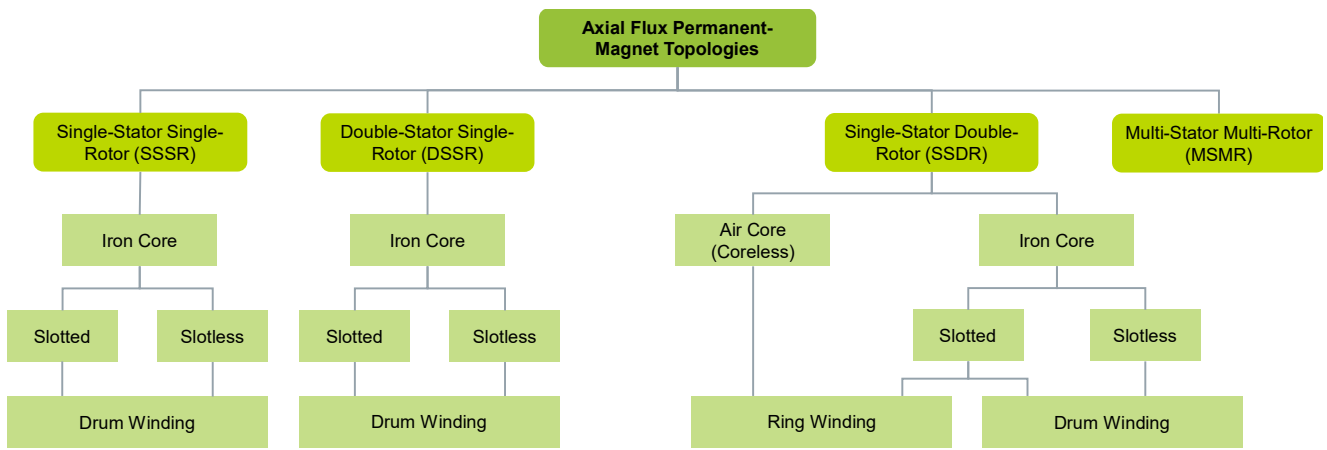 Axial Flux Permanent-
Magnet Topologies
Single-Stator Single-
Rotor (SSSR)
Double-Stator Single-
Rotor (DSSR)
Single-Stator Double-
Rotor (SSDR)
Multi-Stator Multi-Rotor
(MSMR)
Iron Core
Iron Core
Air Core
(Coreless)
Iron Core
Slotted
Slotless
Slotted
Slotless
Slotted
Slotless
Drum Winding
Drum Winding
Ring Winding
Drum Winding